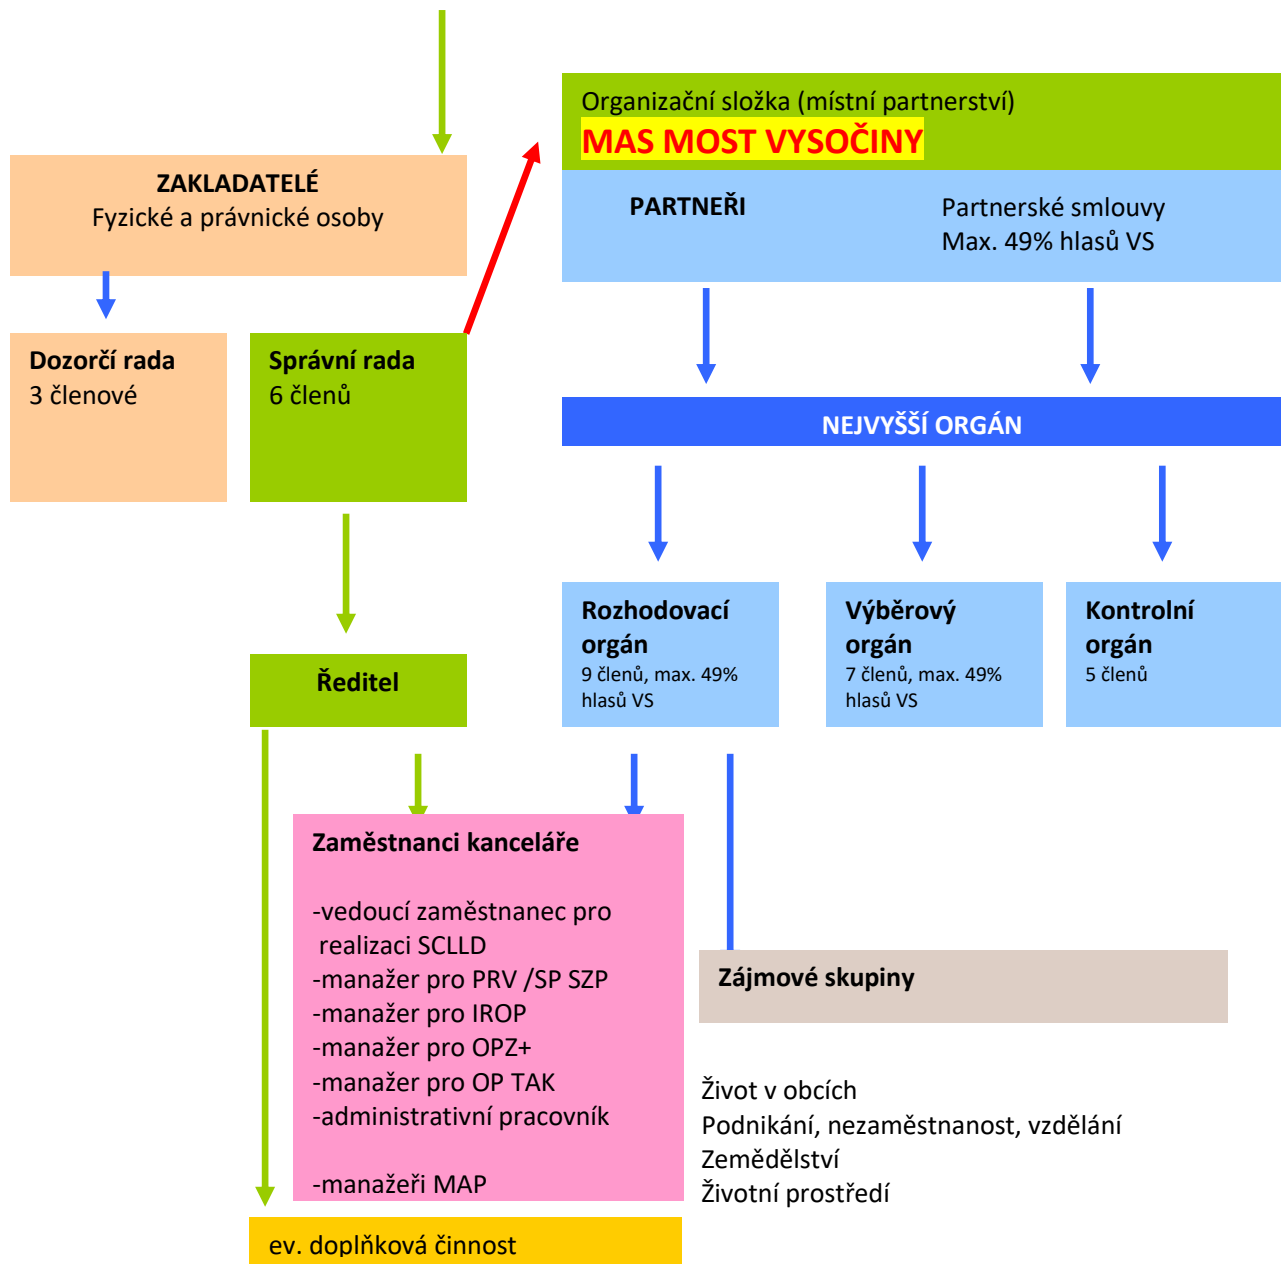 Organizační složka (místní partnerství)
MAS MOST VYSOČINY
ZAKLADATELÉ
Fyzické a právnické osoby
PARTNEŘI
Partnerské smlouvy
Max. 49% hlasů VS
Dozorčí rada
3 členové
Správní rada
6 členů
NEJVYŠŠÍ ORGÁN
Rozhodovací
orgán
9 členů, max. 49%
hlasů VS
Výběrový
orgán
7 členů, max. 49%
hlasů VS
Kontrolní
orgán
5 členů
Ředitel
Zaměstnanci kanceláře
-vedoucí zaměstnanec pro
realizaci SCLLD
-manažer pro PRV /SP SZP
-manažer pro IROP
-manažer pro OPZ+
-manažer pro OP TAK
-administrativní pracovník
-manažeři MAP
Zájmové skupiny
Život v obcích
Podnikání, nezaměstnanost, vzdělání
Zemědělství
Životní prostředí
ev. doplňková činnost